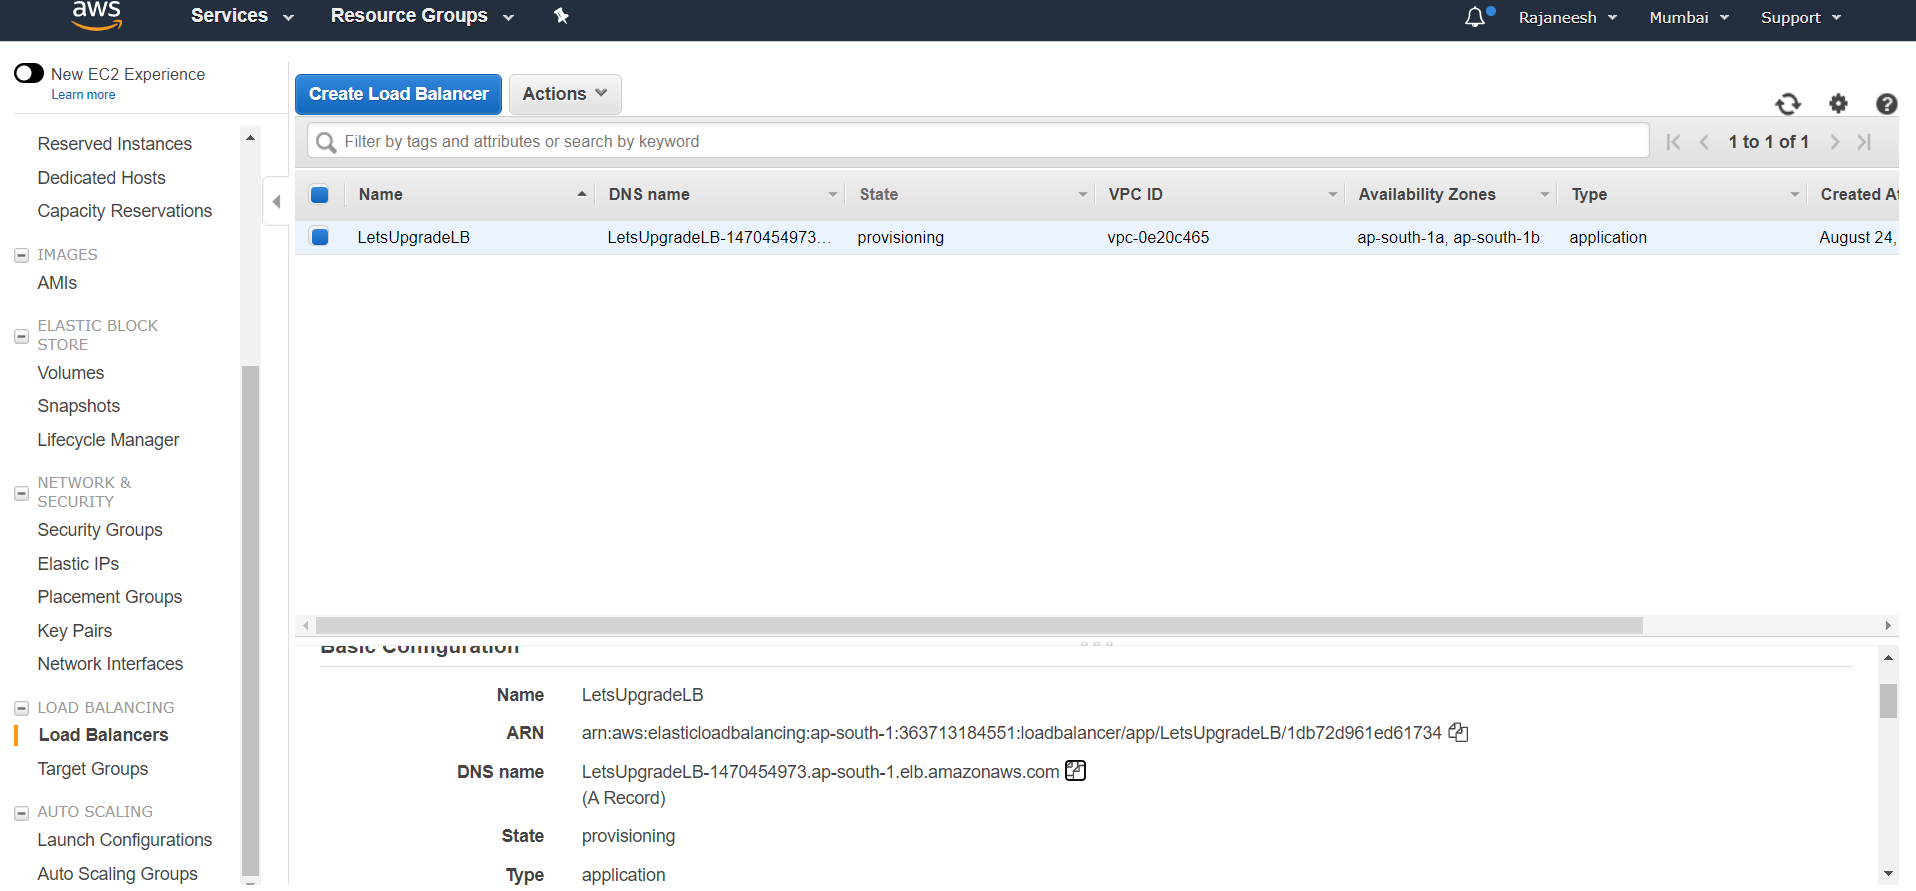 aws Services Resource Groups Rajaneesh Mumbai Support
New EC2 Experience
Learn more
Reserved Instances
Dedicated Hosts
Capacity Reservations
IMAGES
AMIs
ELASTIC BLOCK
STORE
Volumes
Snapshots
Lifecycle Manager
NETWORK &
SECURITY
Security Groups
Elastic IPs
Placement Groups
Key Pairs
Network Interfaces
LOAD BALANCING
Load Balancers
Target Groups
AUTO SCALING
Launch Configurations
Auto Scaling Groups
Create Load Balancer Actions
Filter by tags and attributes or search by keyword 1 to 1 of 1
Name DNS name State VPC ID Availability Zones Type Created At
LetsUpgradeLB LetsUpgradeLB-1470454973... provisioning vpc-0e20c465 ap-south-1a, ap-south-1b application August 24,
Basic Configuration
Name LetsUpgradeLB
ARN arn:aws:elasticloadbalancing:ap-south-1:363713184551:loadbalancer/app/LetsUpgradeLB/1db72d961ed61734
DNS name LetsUpgradeLB-1470454973.ap-south-1.elb.amazonaws.com
(A Record)
State provisioning
Type application